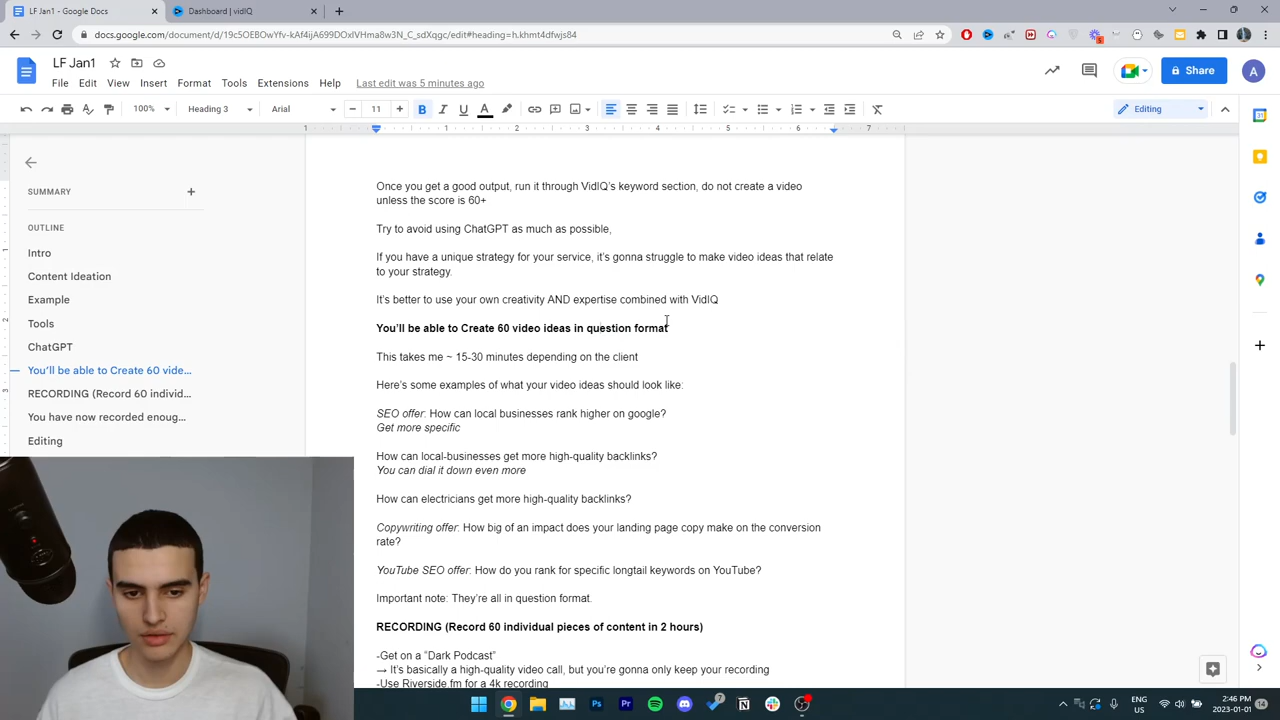 LF Jan1 - Google Docs
Dashboard | vidIQ
docs.google.com/document/d/19c5OEBOwYfv-kAf4ijA699DOxIVHma8w3N_C_sdXqgc/edit#heading=h.khmt4dfwjs84
LF Jan1
File Edit View Insert Format Tools Extensions Help Last edit was 5 minutes ago
Share
A
100% Heading 3 Arial 11 B I U A Editing
1 1 2 3 4 5 6 7
SUMMARY
OUTLINE
Intro
Content Ideation
Example
Tools
ChatGPT
You'll be able to Create 60 vide...
RECORDING (Record 60 individ...
You have now recorded enoug...
Editing
Once you get a good output, run it through VidIQ's keyword section, do not create a video
unless the score is 60+
Try to avoid using ChatGPT as much as possible,
If you have a unique strategy for your service, it's gonna struggle to make video ideas that relate
to your strategy.
It's better to use your own creativity AND expertise combined with VidIQ
You'll be able to Create 60 video ideas in question format
This takes me ~ 15-30 minutes depending on the client
Here's some examples of what your video ideas should look like:
SEO offer: How can local businesses rank higher on google?
Get more specific
How can local-businesses get more high-quality backlinks?
You can dial it down even more
How can electricians get more high-quality backlinks?
Copywriting offer: How big of an impact does your landing page copy make on the conversion
rate?
YouTube SEO offer: How do you rank for specific longtail keywords on YouTube?
Important note: They're all in question format.
RECORDING (Record 60 individual pieces of content in 2 hours)
-Get on a "Dark Podcast"
→ It's basically a high-quality video call, but you're gonna only keep your recording
-Use Riverside.fm for a 4k recording
ENG
US
2:46 PM
2023-01-01
14